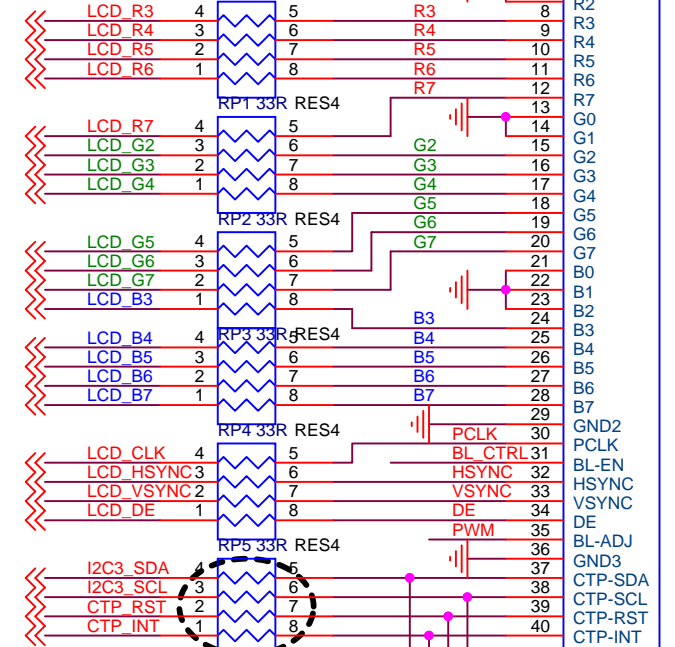 R2
LCD_R3 4 5 R3 8 R3
LCD_R4 3 6 R4 9 R4
LCD_R5 2 7 R5 10 R5
LCD_R6 1 8 R6 11 R6
R7 12 R7
RP1 33R RES4
13 G0
LCD_R7 4 5 14 G1
LCD_G2 3 6 G2 15 G2
LCD_G3 2 7 G3 16 G3
LCD_G4 1 8 G4 17 G4
G5 18 G5
RP2 33R RES4
G6 19 G6
LCD_G5 4 5 G7 20 G7
LCD_G6 3 6 21 B0
LCD_G7 2 7 22 B1
LCD_B3 1 8 23 B2
B3 24 B3
RP3 33R RES4
LCD_B4 4 5 B4 25 B4
LCD_B5 3 6 B5 26 B5
LCD_B6 2 7 B6 27 B6
LCD_B7 1 8 B7 28 B7
29 GND2
RP4 33R RES4
PCLK 30 PCLK
LCD_CLK 4 5 BL_CTRL 31 BL-EN
LCD_HSYNC 3 6 HSYNC 32 HSYNC
LCD_VSYNC 2 7 VSYNC 33 VSYNC
LCD_DE 1 8 DE 34 DE
PWM 35 BL-ADJ
RP5 33R RES4
36 GND3
I2C3_SDA 4 5 37 CTP-SDA
I2C3_SCL 3 6 38 CTP-SCL
CTP_RST 2 7 39 CTP-RST
CTP_INT 1 8 40 CTP-INT